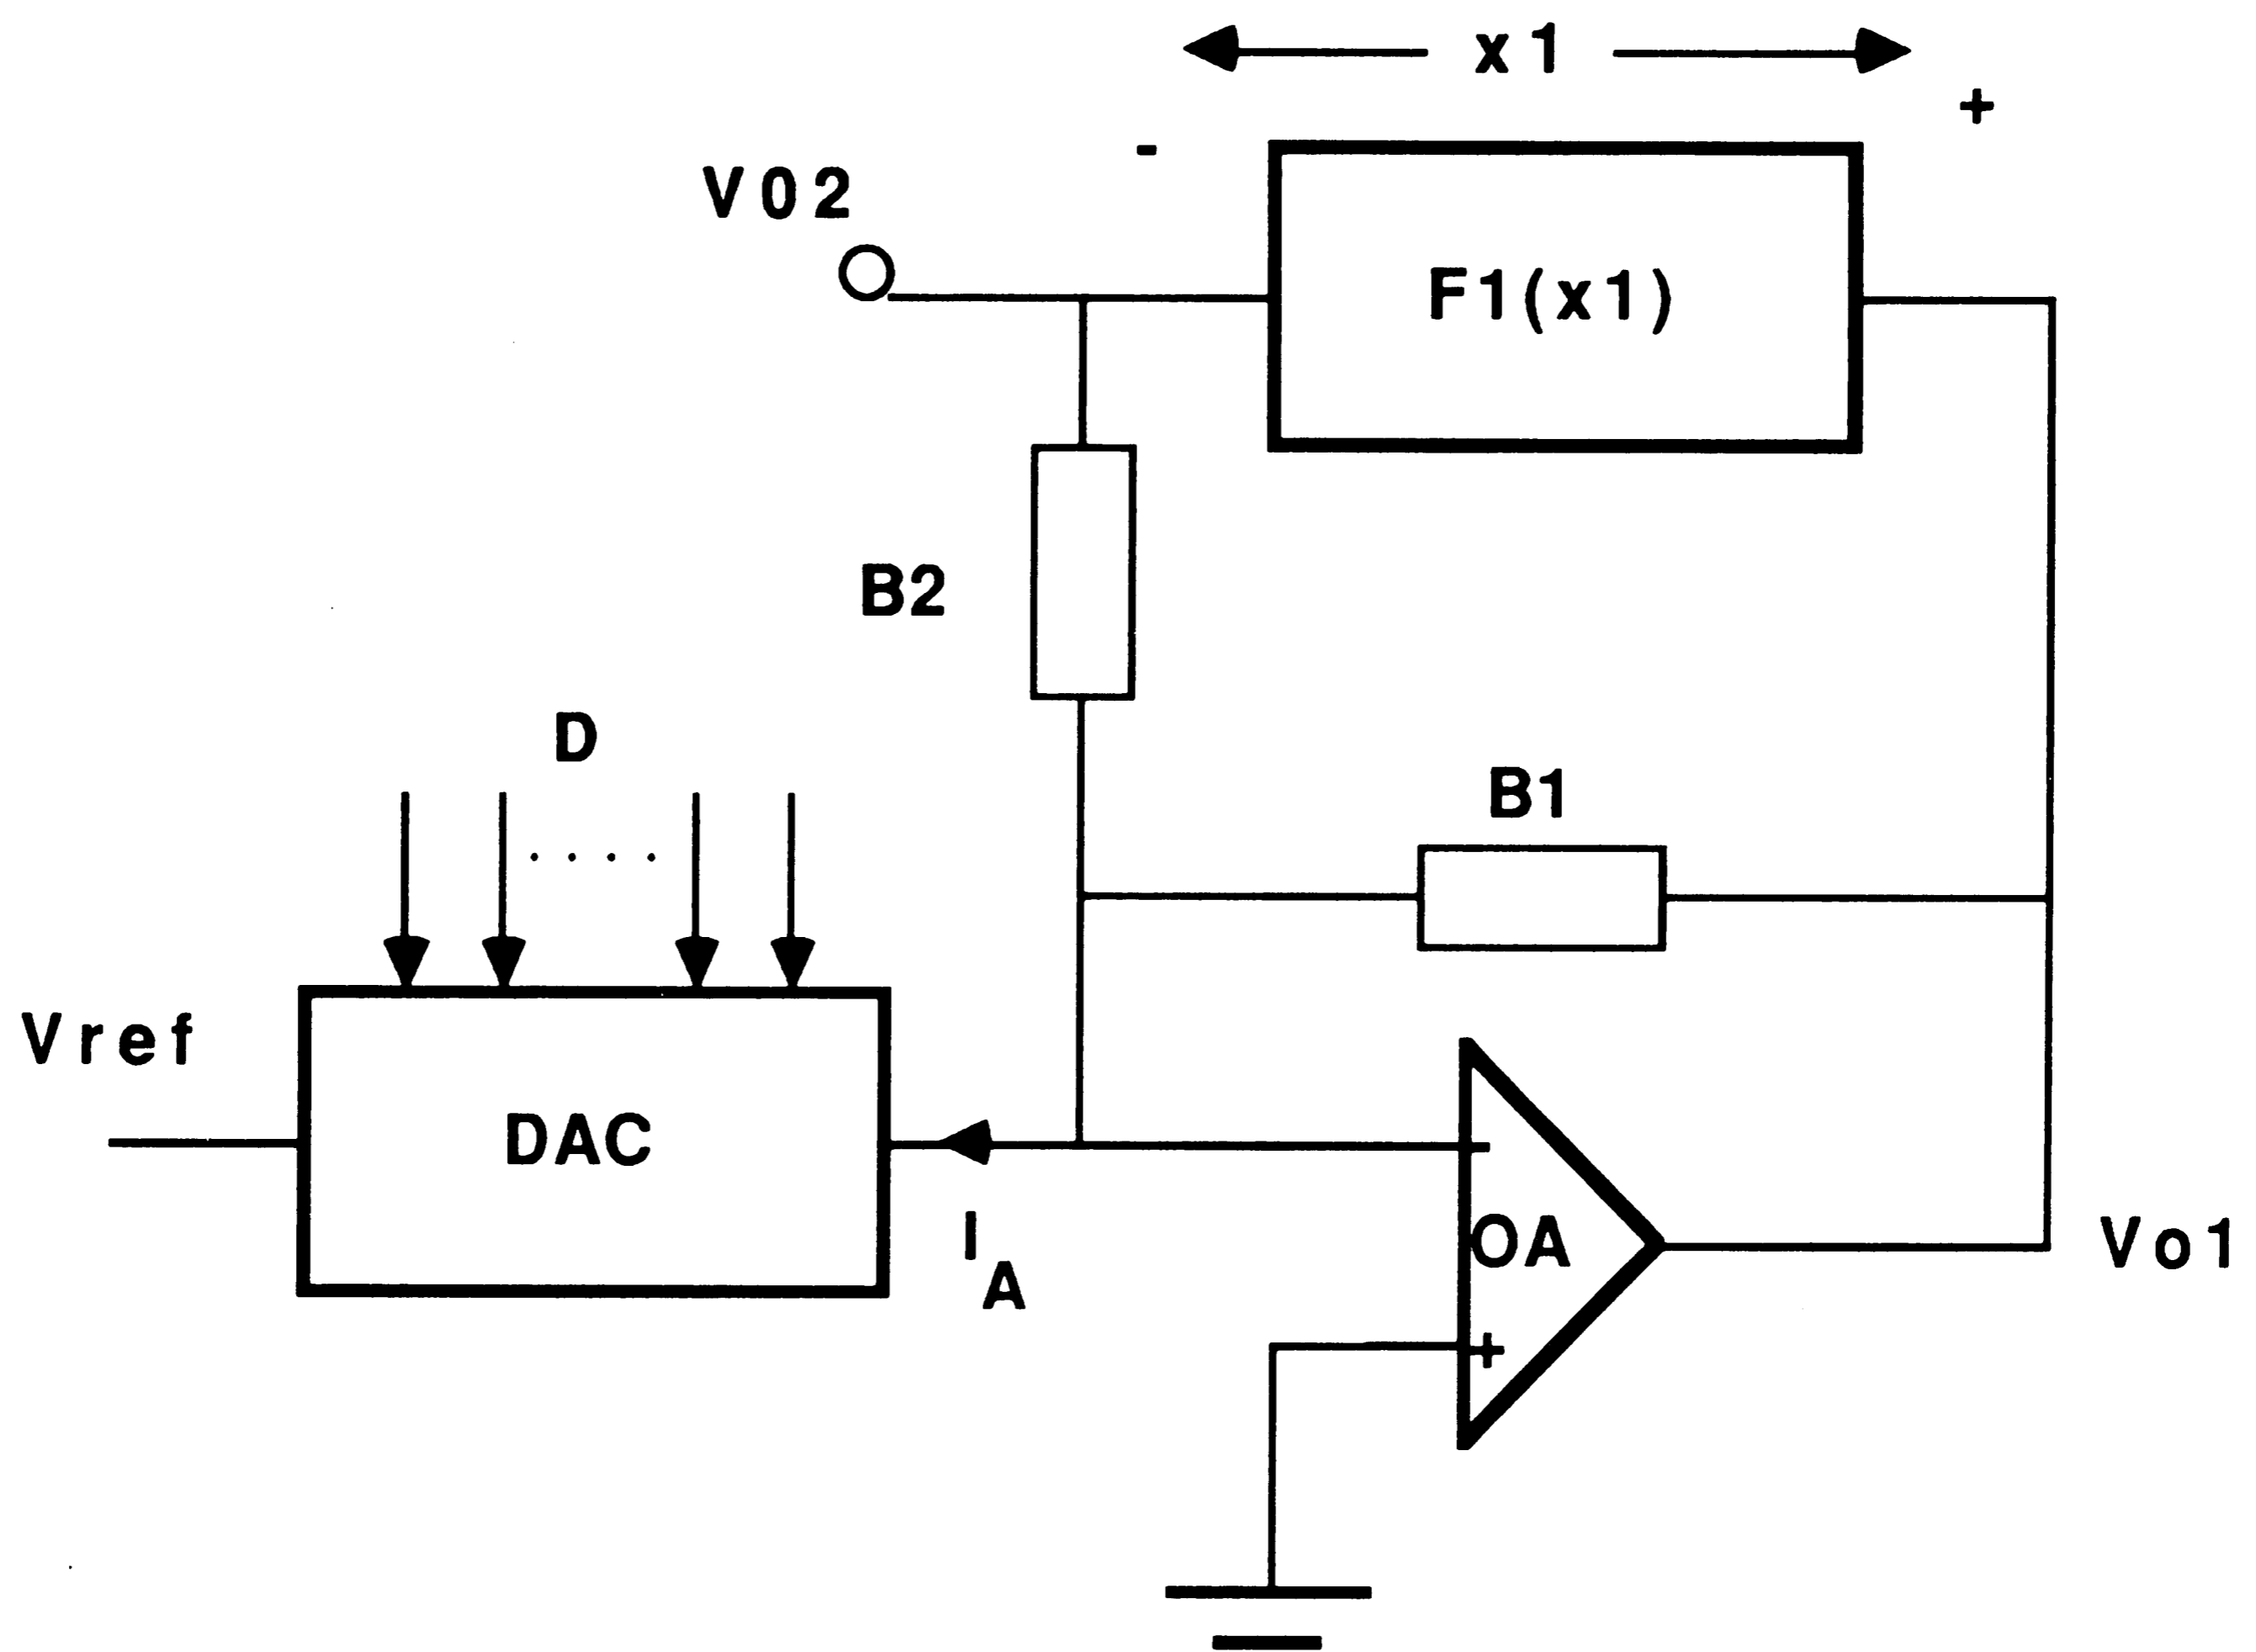 x1
+
-
V02
F1(x1)
B2
D
B1
. . . .
Vref
DAC
-
I
A
OA
Vo1
+